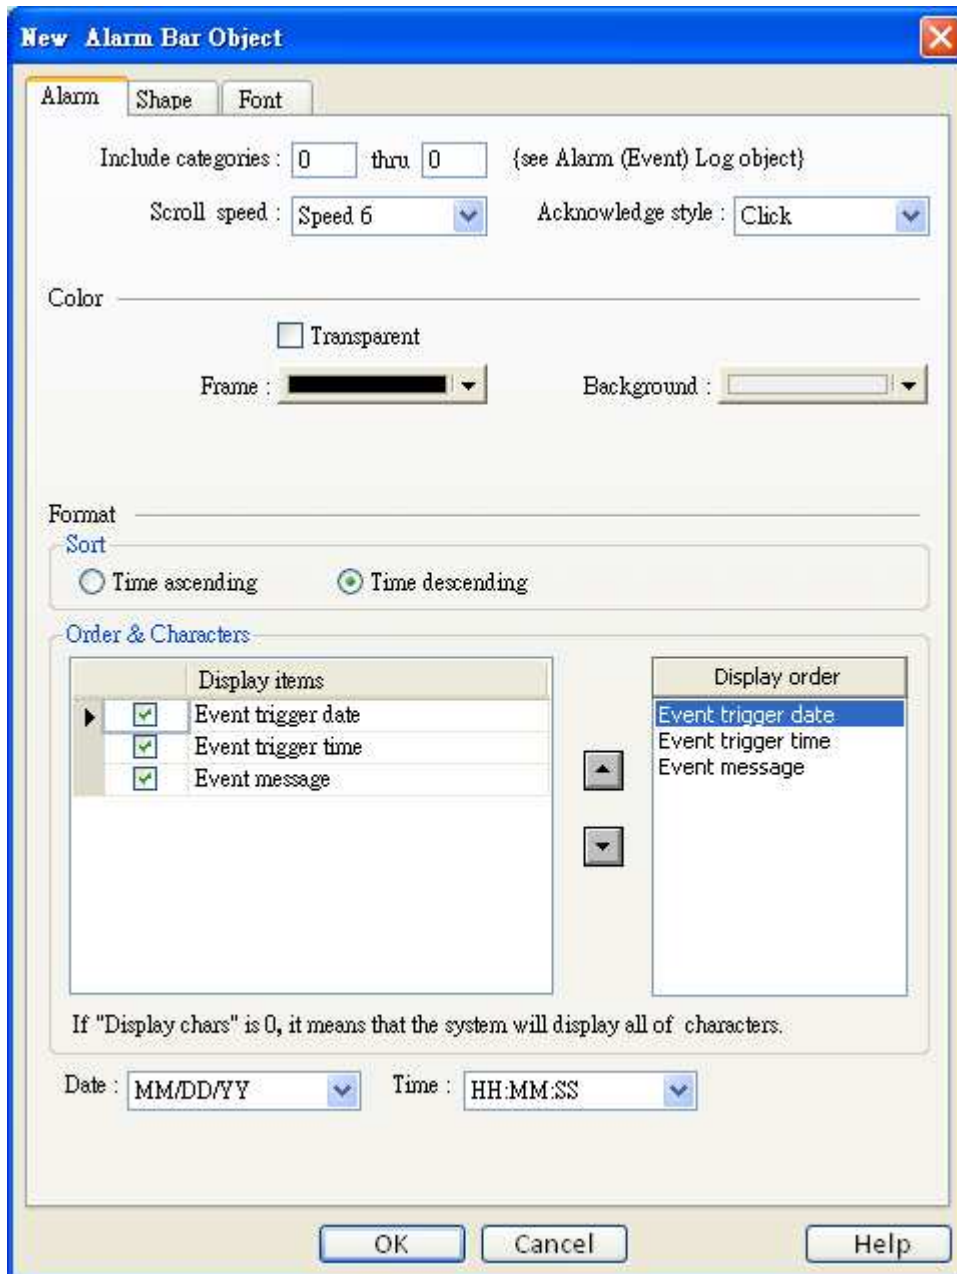 New Alarm Bar Object
Alarm Shape Font
Include categories : 0 thru 0 {see Alarm (Event) Log object}
Scroll speed : Speed 6 Acknowledge style : Click
Color
Transparent
Frame : Background :
Format
Sort
Time ascending Time descending
Order & Characters
Display items Display order
Event trigger date Event trigger date
Event trigger time Event trigger time
Event message Event message
If "Display chars" is 0, it means that the system will display all of characters.
Date : MM/DD/YY Time : HH:MM:SS
OK Cancel Help